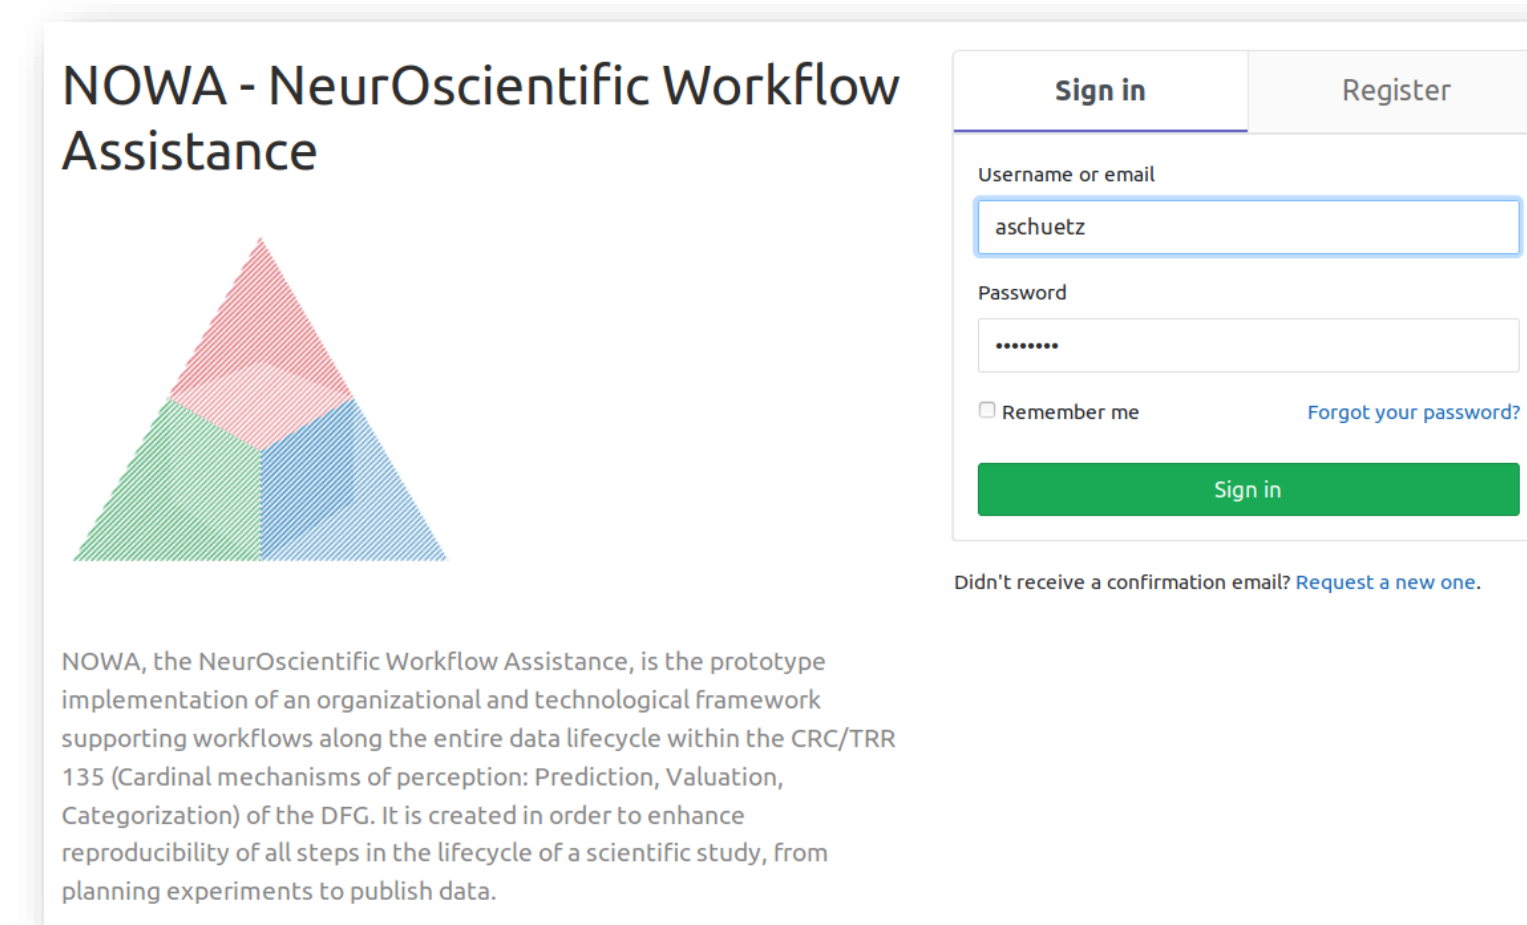 NOWA - NeurOscientific Workflow
Assistance
NOWA, the NeurOscientific Workflow Assistance, is the prototype
implementation of an organizational and technological framework
supporting workflows along the entire data lifecycle within the CRC/TRR
135 (Cardinal mechanisms of perception: Prediction, Valuation,
Categorization) of the DFG. It is created in order to enhance
reproducibility of all steps in the lifecycle of a scientific study, from
planning experiments to publish data.
Sign in
Register
Username or email
aschuetz
Password
••••••••
Remember me
Forgot your password?
Sign in
Didn't receive a confirmation email? Request a new one.